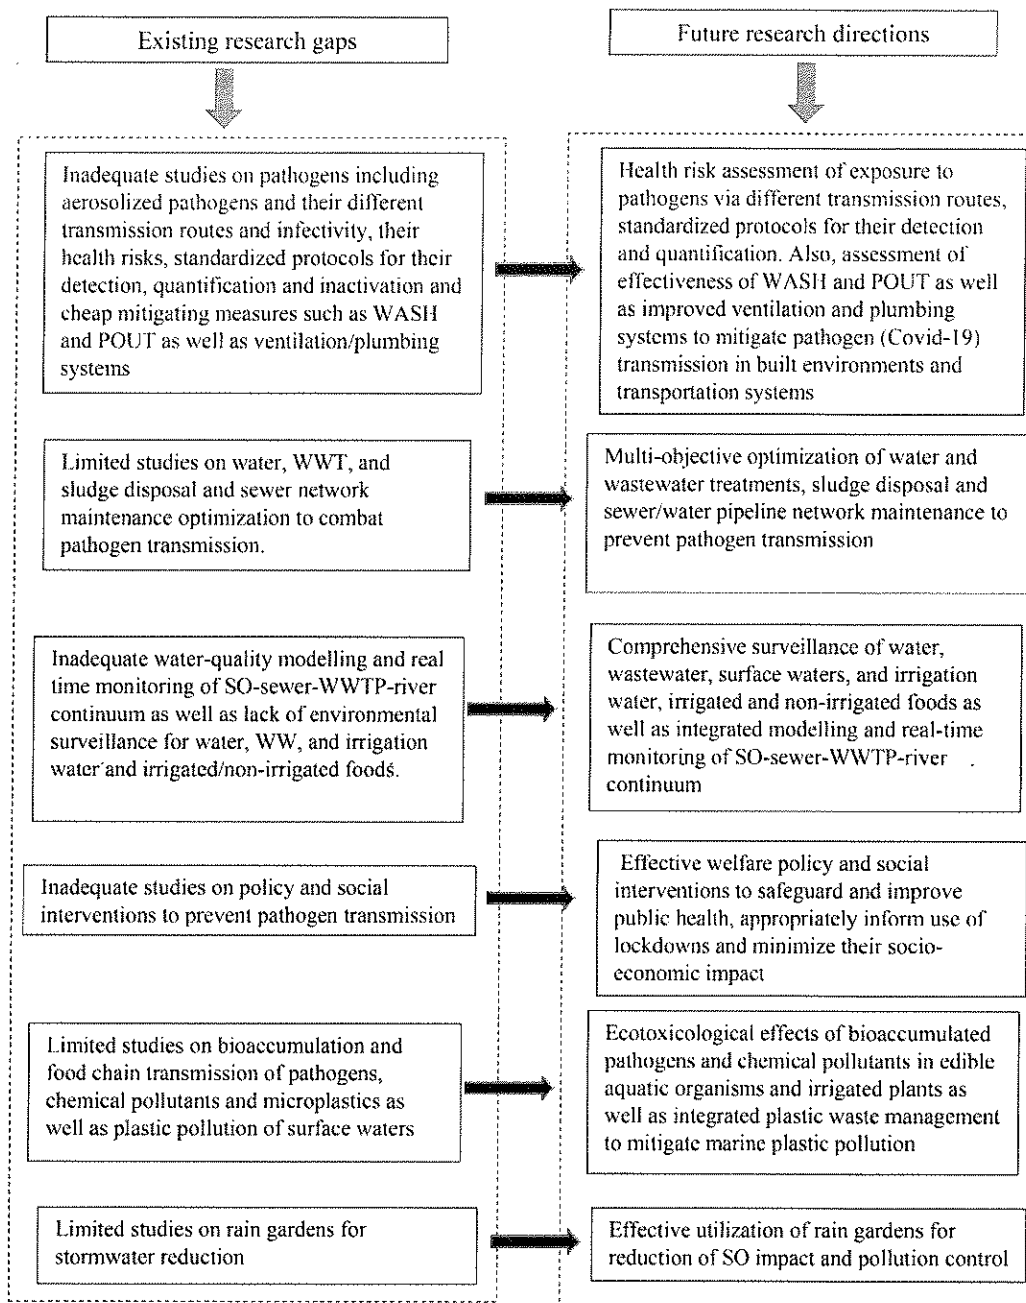 Existing research gaps
Future research directions
Inadequate studies on pathogens including
aerosolized pathogens and their different
transmission routes and infectivity, their
health risks, standardized protocols for their
detection, quantification and inactivation and
cheap mitigating measures such as WASH
and POUT as well as ventilation/plumbing
systems
Health risk assessment of exposure to
pathogens via different transmission routes,
standardized protocols for their detection
and quantification. Also, assessment of
effectiveness of WASH and POUT as well
as improved ventilation and plumbing
systems to mitigate pathogen (Covid-19)
transmission in built environments and
transportation systems
Limited studies on water, WWT, and
sludge disposal and sewer network
maintenance optimization to combat
pathogen transmission.
Multi-objective optimization of water and
wastewater treatments, sludge disposal and
sewer/water pipeline network maintenance to
prevent pathogen transmission
Inadequate water-quality modelling and real
time monitoring of SO-sewer-WWTP-river
continuum as well as lack of environmental
surveillance for water, WW, and irrigation
water and irrigated/non-irrigated foods.
Comprehensive surveillance of water,
wastewater, surface waters, and irrigation
water, irrigated and non-irrigated foods as
well as integrated modelling and real-time
monitoring of SO-sewer-WWTP-river
continuum
Inadequate studies on policy and social
interventions to prevent pathogen transmission
Effective welfare policy and social
interventions to safeguard and improve
public health, appropriately inform use of
lockdowns and minimize their socio-
economic impact
Limited studies on bioaccumulation and
food chain transmission of pathogens,
chemical pollutants and microplastics as
well as plastic pollution of surface waters
Ecotoxicological effects of bioaccumulated
pathogens and chemical pollutants in edible
aquatic organisms and irrigated plants as
well as integrated plastic waste management
to mitigate marine plastic pollution
Limited studies on rain gardens for
stormwater reduction
Effective utilization of rain gardens for
reduction of SO impact and pollution control